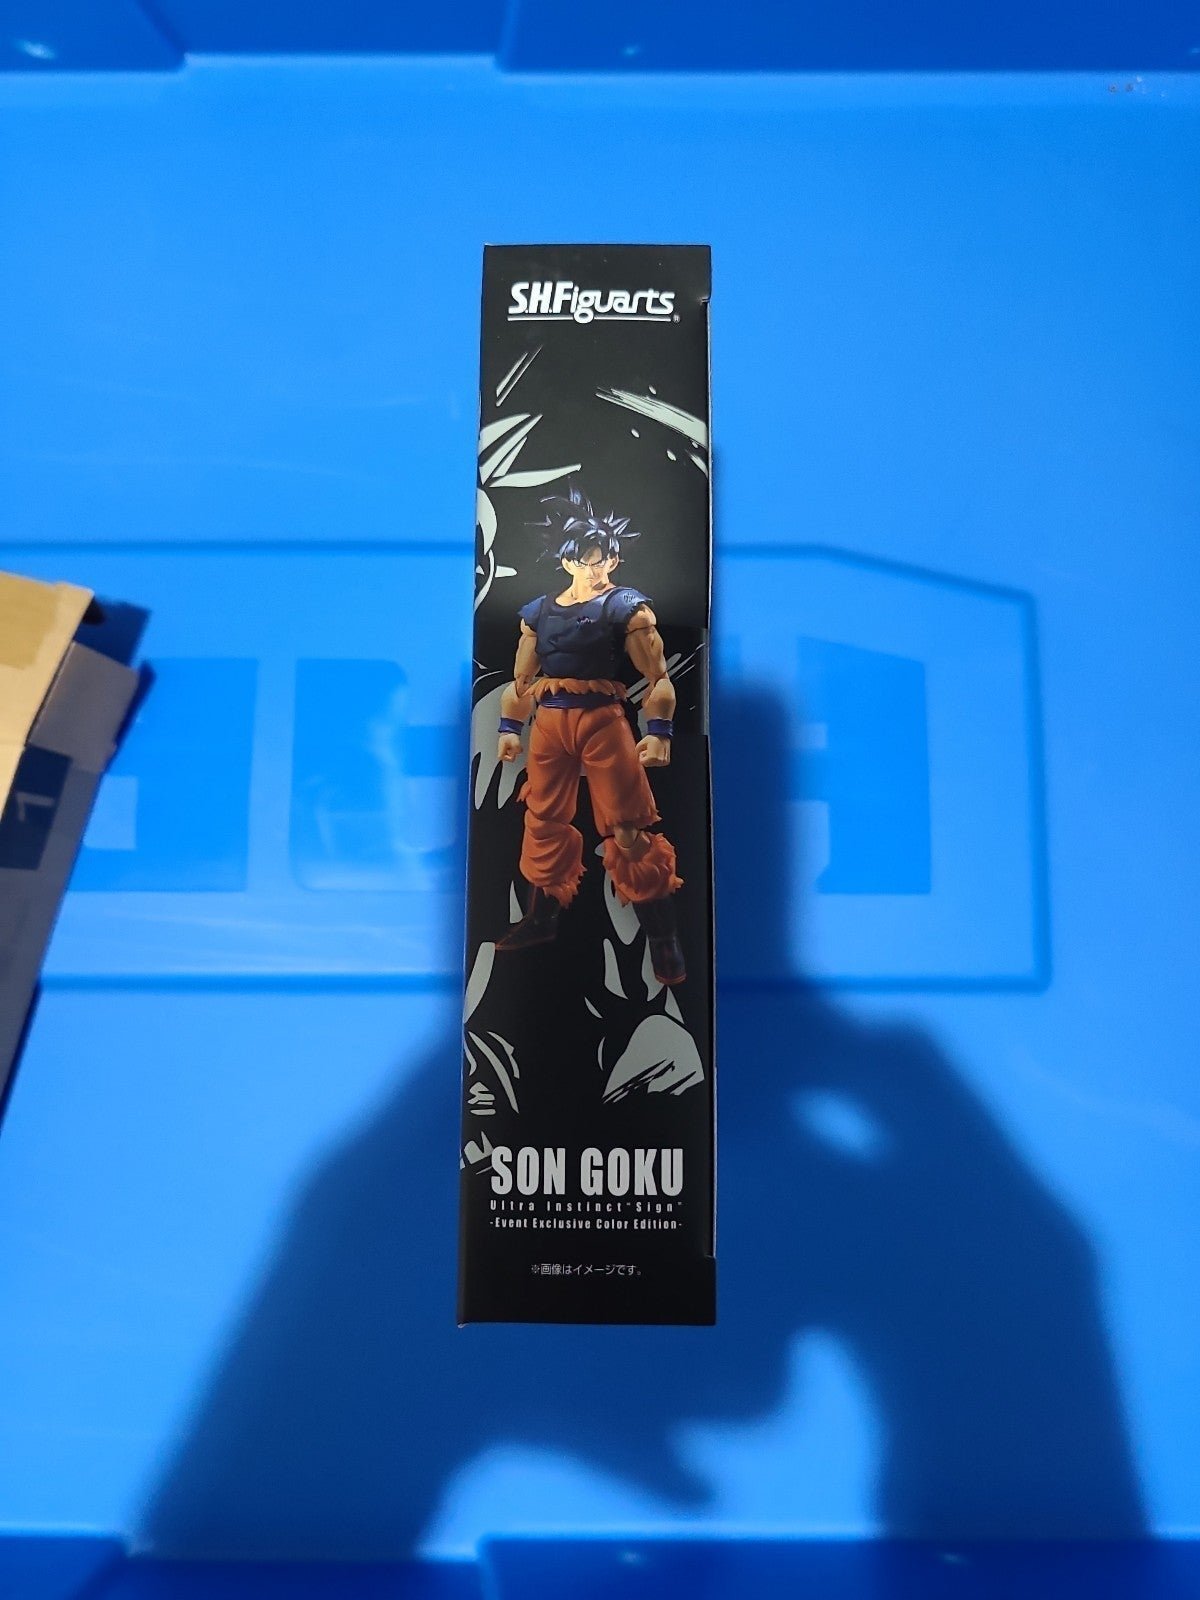 S.H.Figuarts®
SON GOKU
Ultra Instinct "Sign"
-Event Exclusive Color Edition-
※画像はイメージです。